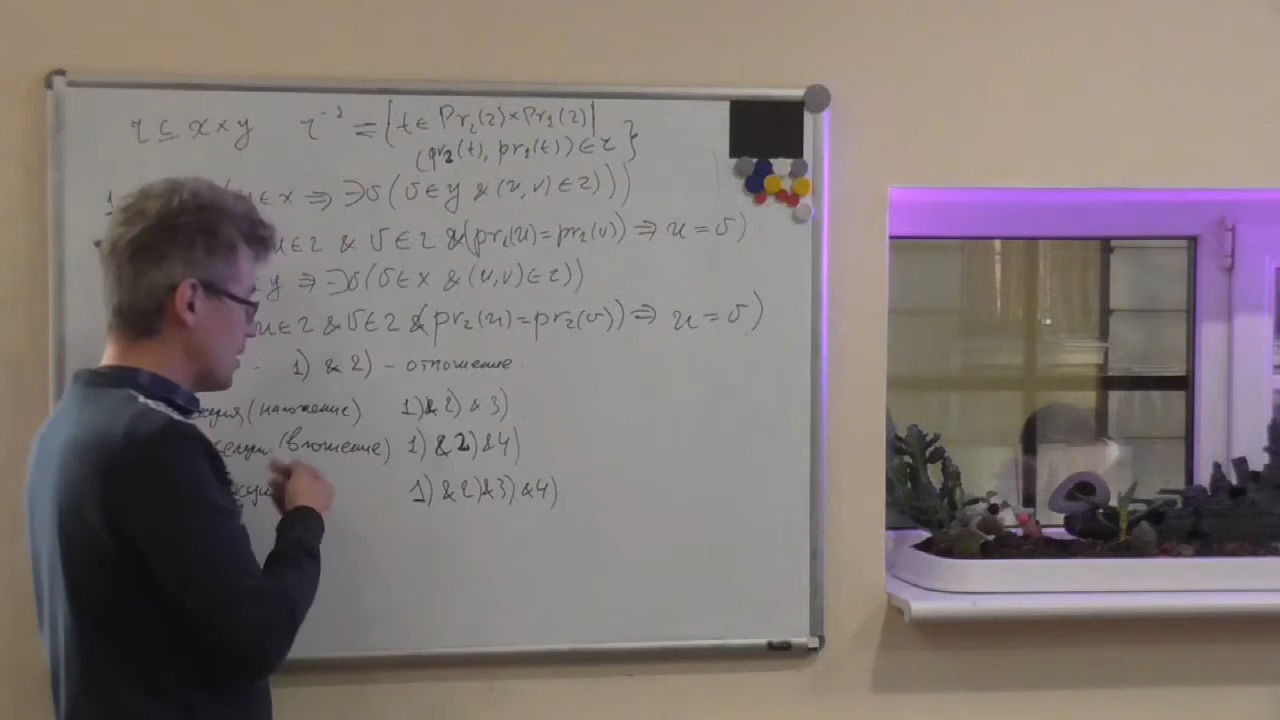 r ⊆ x × y   r⁻¹ = {t ∈ Pr₂(r) × Pr₁(r) |
(pr₂(t), pr₁(t)) ∈ r}
1 ∈ x ⇒ ∃v (v ∈ y & (u, v) ∈ r)))
u ∈ r & v ∈ r & (pr₁(u) = pr₁(v)) ⇒ u = v)
y ⇒ ∃v (v ∈ x & (v, u) ∈ r))
u ∈ r & v ∈ r & (pr₂(u) = pr₂(v)) ⇒ u = v)
1) & 2) – отношение
(наложение) 1) & 2) & 3)
(вложение) 1) & 2) & 4)
1) & 2) & 3) & 4)